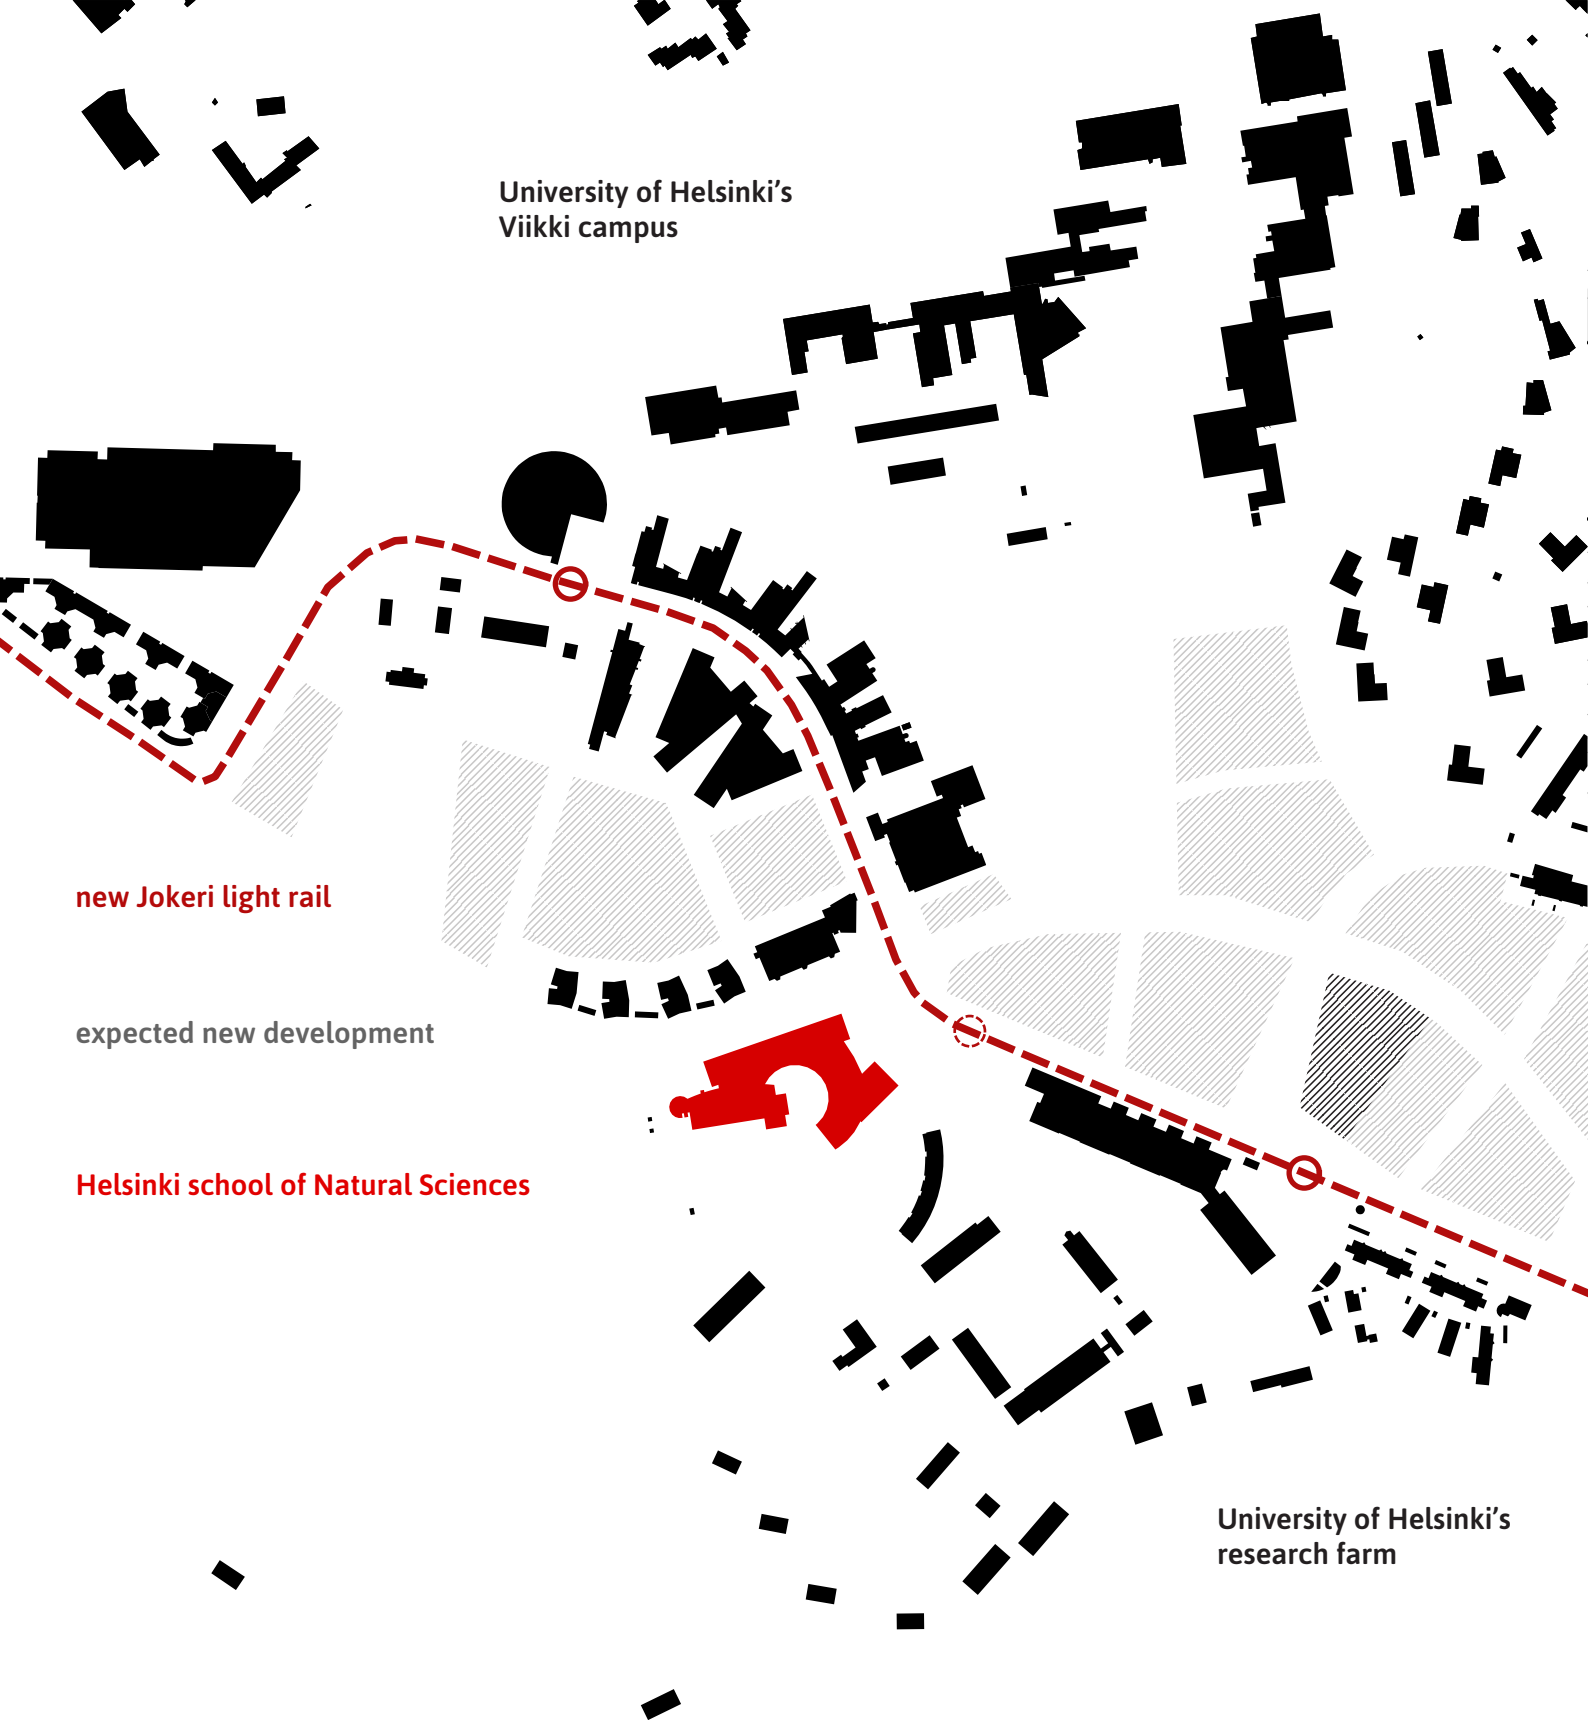 University of Helsinki’s
Viikki campus
new Jokeri light rail
expected new development
Helsinki school of Natural Sciences
University of Helsinki’s
research farm